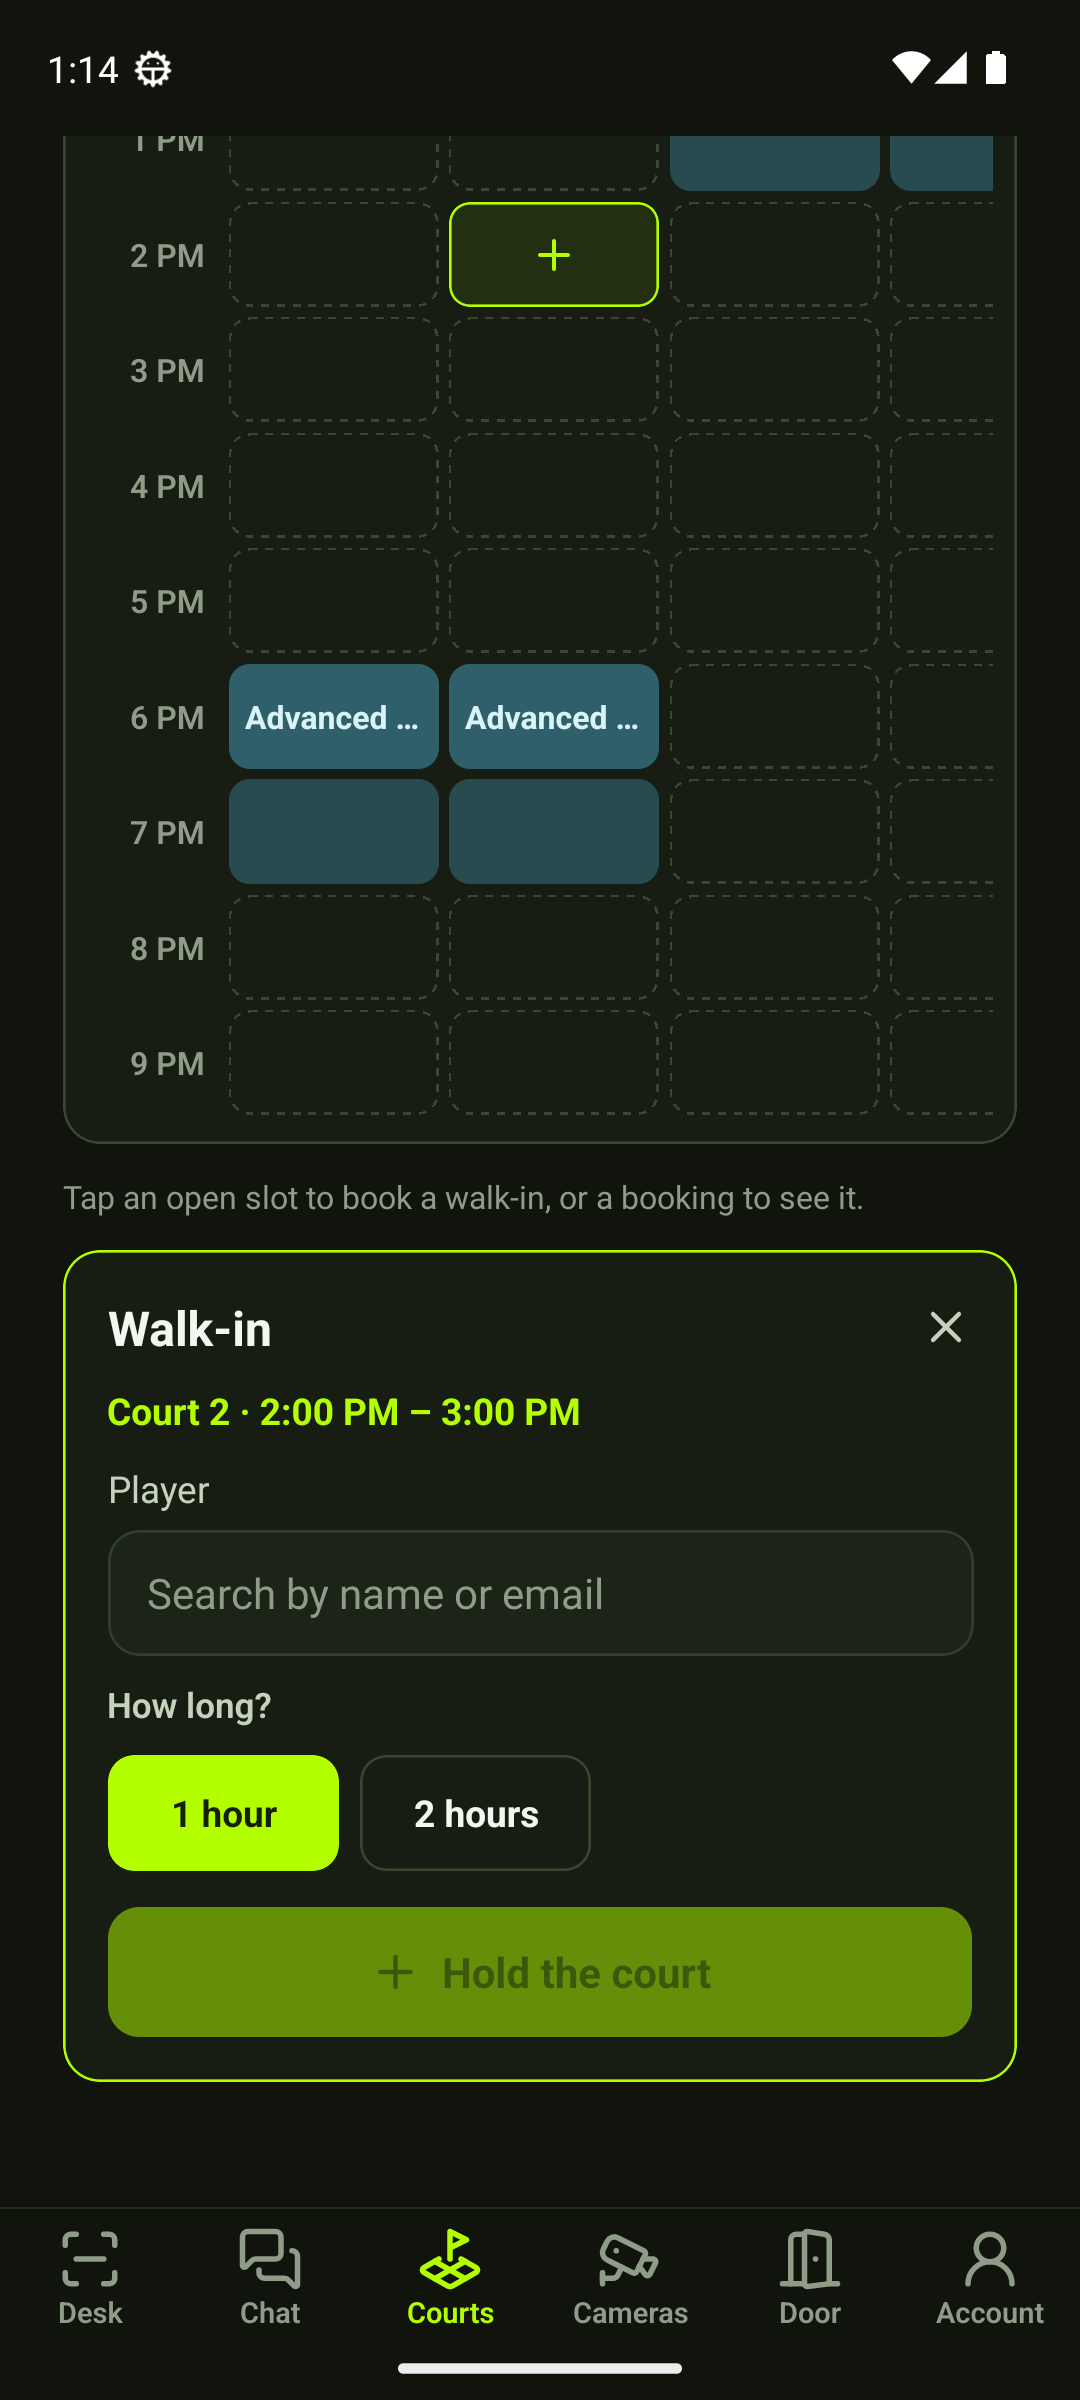 1:14
1 PM
2 PM
3 PM
4 PM
5 PM
6 PM Advanced ... Advanced ...
7 PM
8 PM
9 PM
Tap an open slot to book a walk-in, or a booking to see it.
Walk-in
Court 2 · 2:00 PM – 3:00 PM
Player
Search by name or email
How long?
1 hour 2 hours
Hold the court
Desk Chat Courts Cameras Door Account